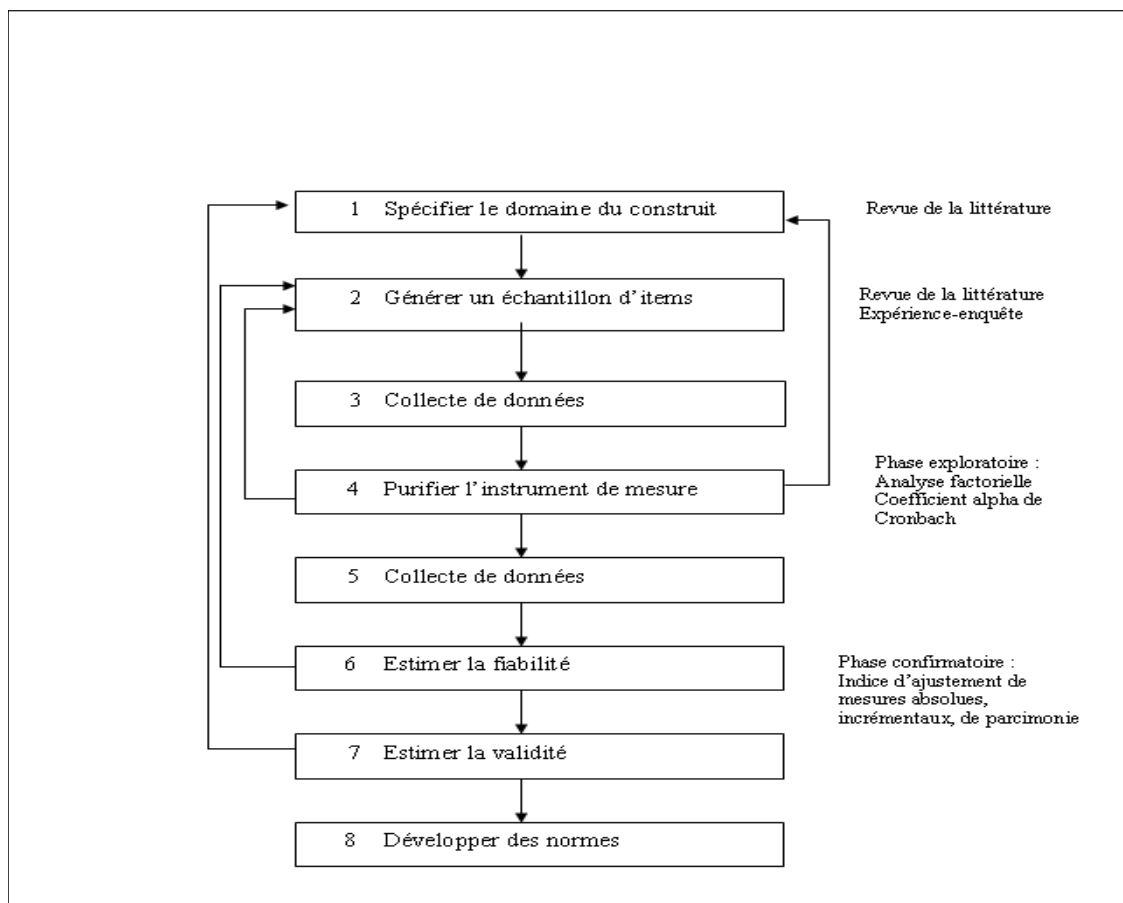 1 Spécifier le domaine du construit
Revue de la littérature
2 Générer un échantillon d'items
Revue de la littérature
Expérience-enquête
3 Collecte de données
4 Purifier l'instrument de mesure
Phase exploratoire :
Analyse factorielle
Coefficient alpha de
Cronbach
5 Collecte de données
6 Estimer la fiabilité
Phase confirmatoire :
Indice d'ajustement de
mesures absolues,
incrémentaux, de parcimonie
7 Estimer la validité
8 Développer des normes